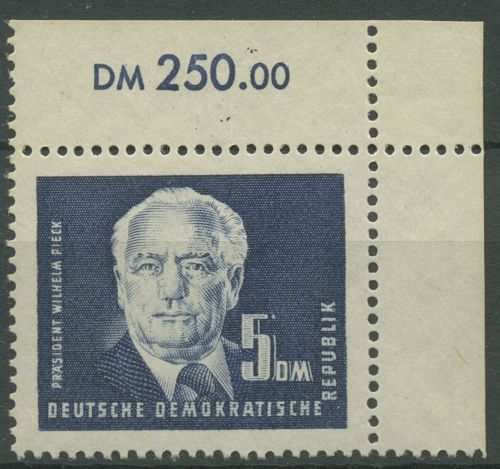 DM 250.00
PRÄSIDENT WILHELM PIECK
5 DM
DEUTSCHE DEMOKRATISCHE
REPUBLIK